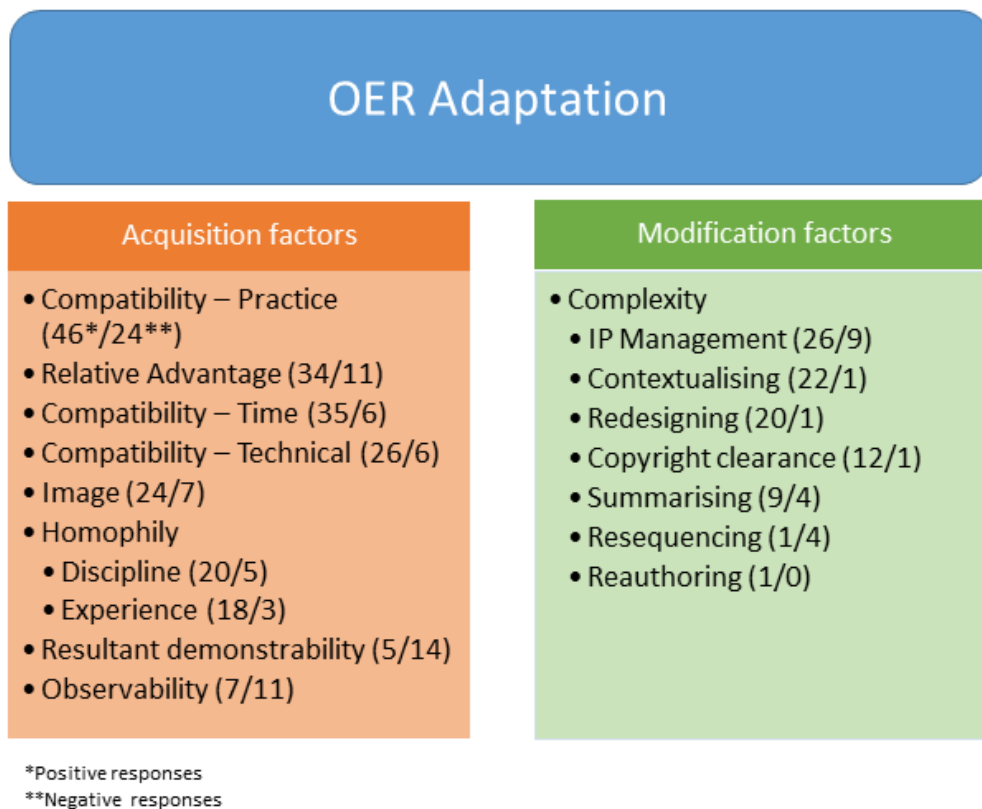 OER Adaptation
Acquisition factors
• Compatibility – Practice
(46*/24**)
• Relative Advantage (34/11)
• Compatibility – Time (35/6)
• Compatibility – Technical (26/6)
• Image (24/7)
• Homophily
• Discipline (20/5)
• Experience (18/3)
• Resultant demonstrability (5/14)
• Observability (7/11)
Modification factors
• Complexity
• IP Management (26/9)
• Contextualising (22/1)
• Redesigning (20/1)
• Copyright clearance (12/1)
• Summarising (9/4)
• Resequencing (1/4)
• Reauthoring (1/0)
*Positive responses
**Negative responses